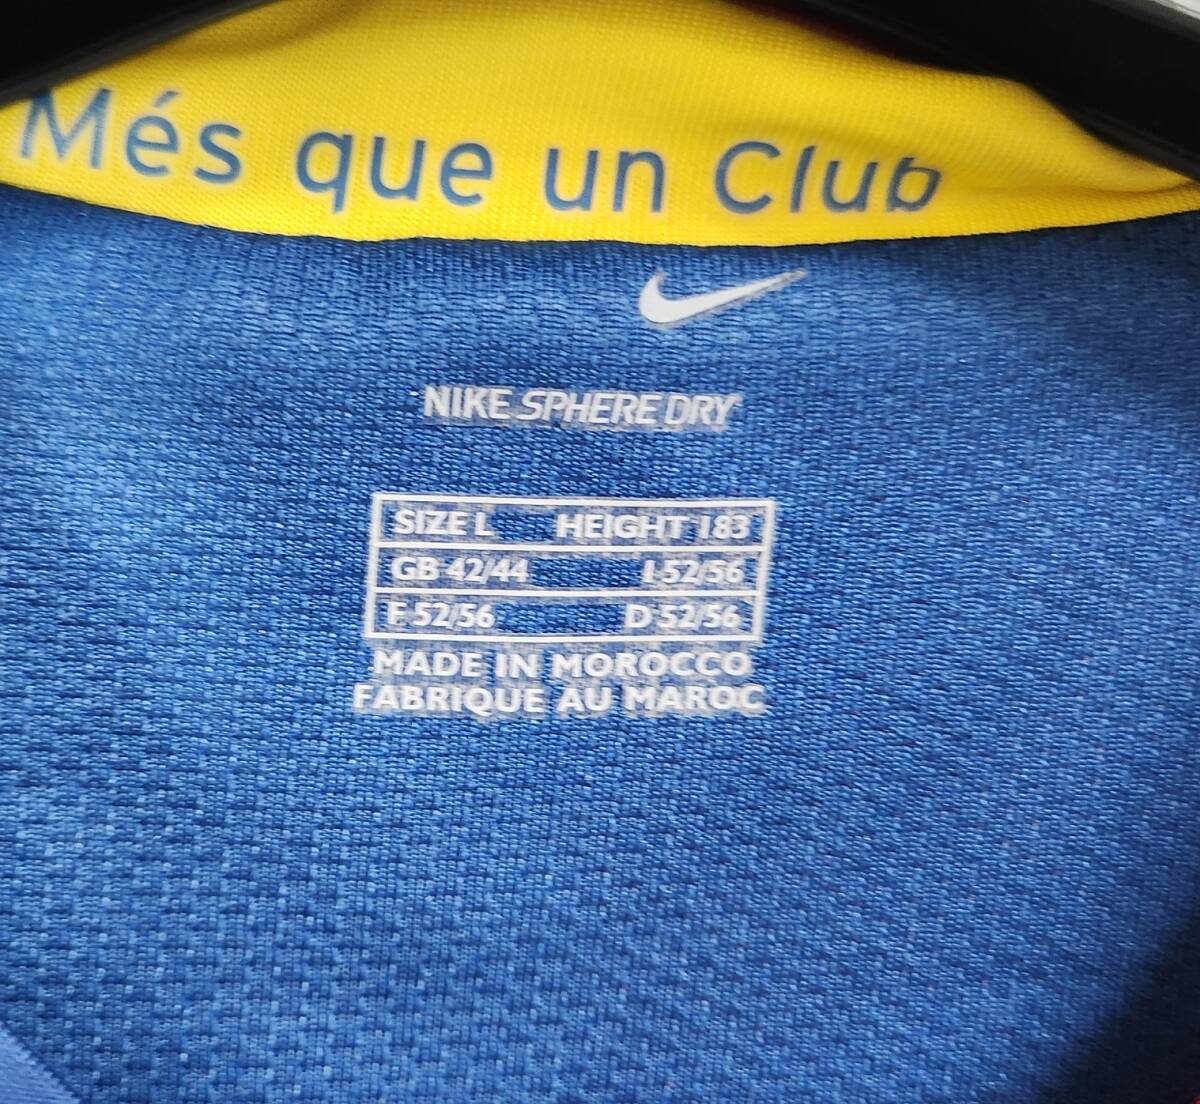 Més que un Club
NIKE SPHERE DRY
SIZE L HEIGHT 183
GB 42/44 I 52/56
F 52/56 D 52/56
MADE IN MOROCCO
FABRIQUE AU MAROC